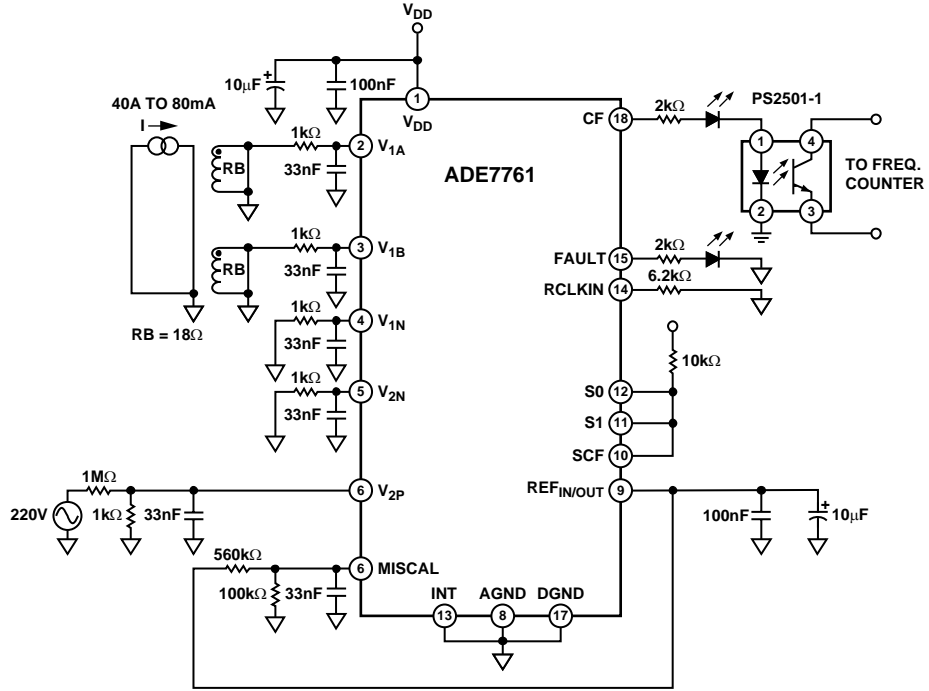 V_DD
10µF
+
100nF
40A TO 80mA
I
1
V_DD
1kΩ
2
V_1A
RB
33nF
ADE7761
CF
18
2kΩ
PS2501-1
1
4
2
3
TO FREQ.
COUNTER
1kΩ
3
V_1B
RB
33nF
FAULT
15
2kΩ
RCLKIN
14
6.2kΩ
RB = 18Ω
1kΩ
4
V_1N
33nF
1kΩ
5
V_2N
33nF
10kΩ
S0
12
S1
11
SCF
10
1MΩ
220V
1kΩ
33nF
6
V_2P
REF_IN/OUT
9
100nF
+
10µF
560kΩ
6
MISCAL
100kΩ
33nF
INT
AGND
DGND
13
8
17